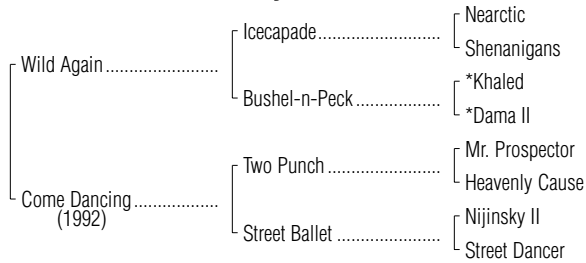 Nearctic
Icecapade
Shenanigans
Wild Again
*Khaled
Bushel-n-Peck
*Dama II
Mr. Prospector
Two Punch
Heavenly Cause
Come Dancing
(1992)
Nijinsky II
Street Ballet
Street Dancer